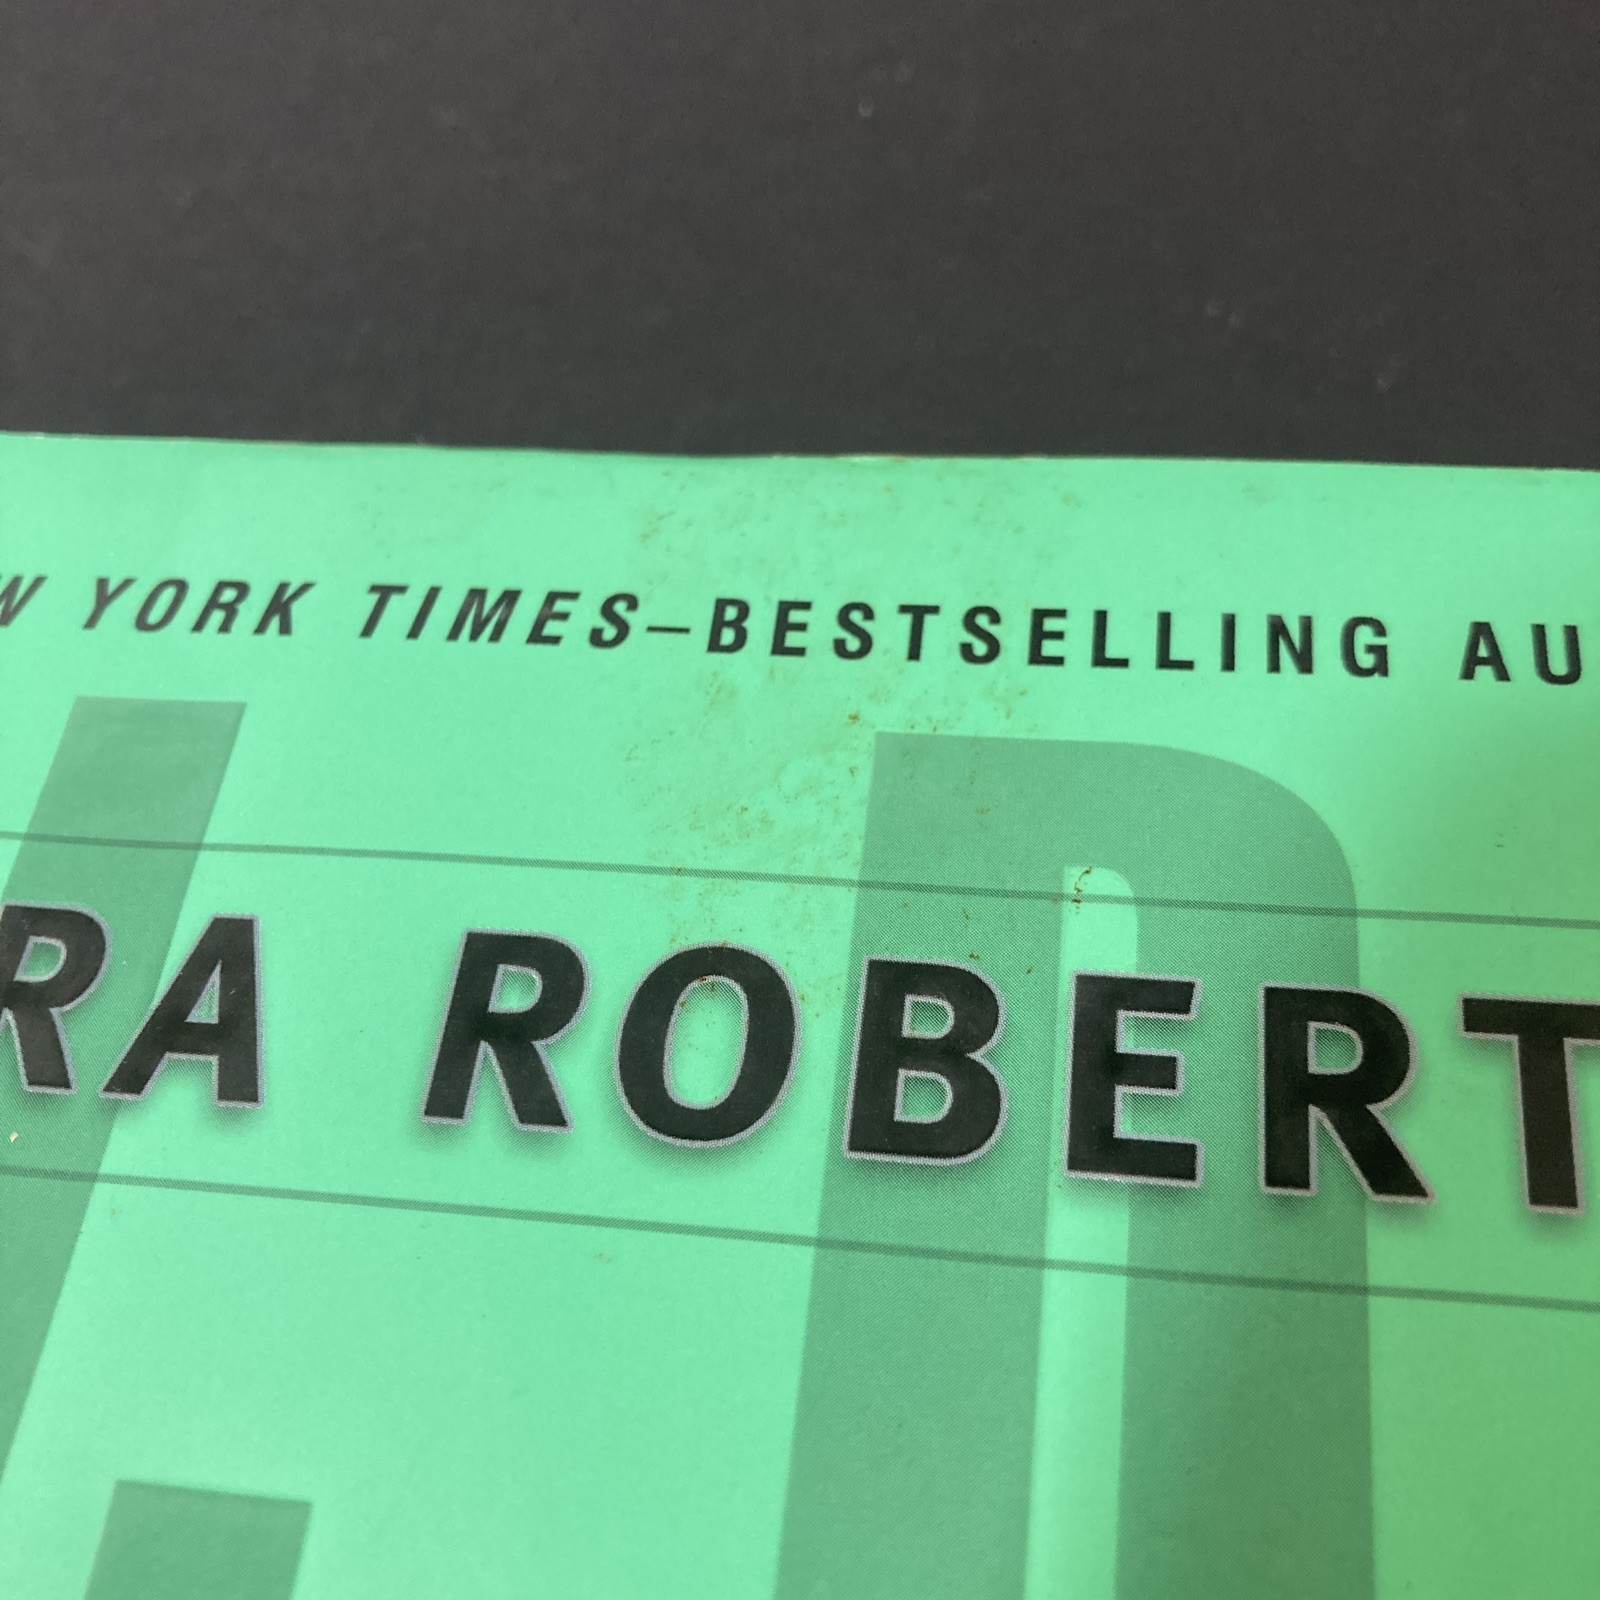 W YORK TIMES–BESTSELLING AU
RA ROBERT